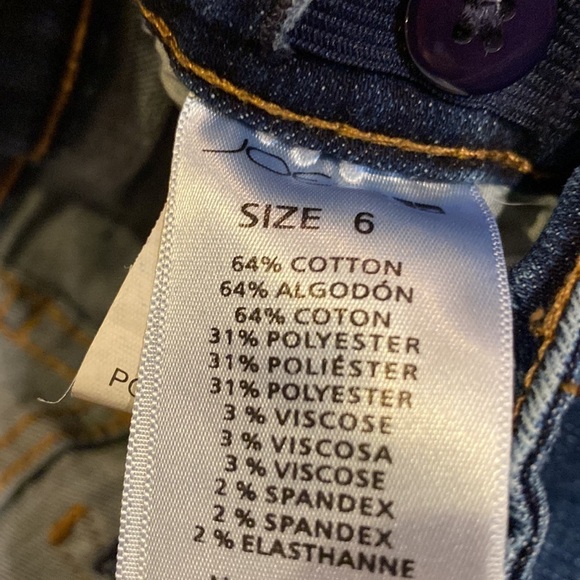 SIZE 6
64% COTTON
64% ALGODÓN
64% COTON
31% POLYESTER
31% POLIÉSTER
31% POLYESTER
3 % VISCOSE
3 % VISCOSA
3 % VISCOSE
2 % SPANDEX
2 % SPANDEX
2 % ELASTHANNE